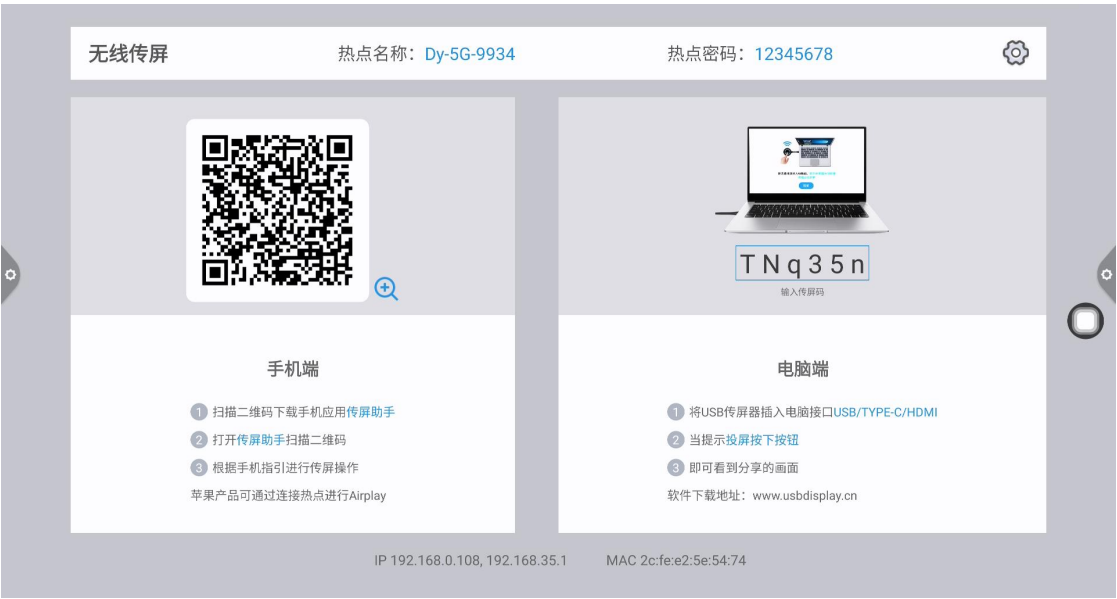 无线传屏
热点名称：Dy-5G-9934
热点密码：12345678
TNq35n
输入传屏码
手机端
1 扫描二维码下载手机应用传屏助手
2 打开传屏助手扫描二维码
3 根据手机指引进行传屏操作
苹果产品可通过连接热点进行Airplay
电脑端
1 将USB传屏器插入电脑接口USB/TYPE-C/HDMI
2 当提示投屏按下按钮
3 即可看到分享的画面
软件下载地址：www.usbdisplay.cn
IP 192.168.0.108, 192.168.35.1
MAC 2c:fe:e2:5e:54:74